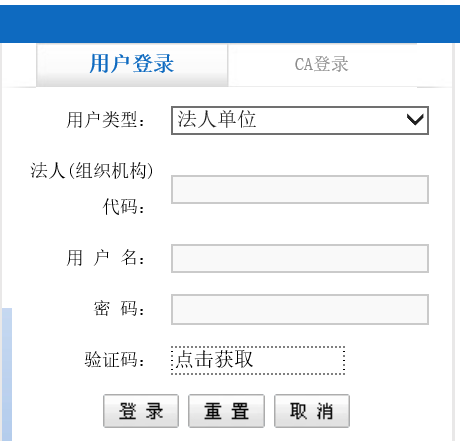 用户登录 CA登录
用户类型： 法人单位
法人(组织机构)
代码：
用 户 名：
密 码：
验证码： 点击获取
登 录 重 置 取 消